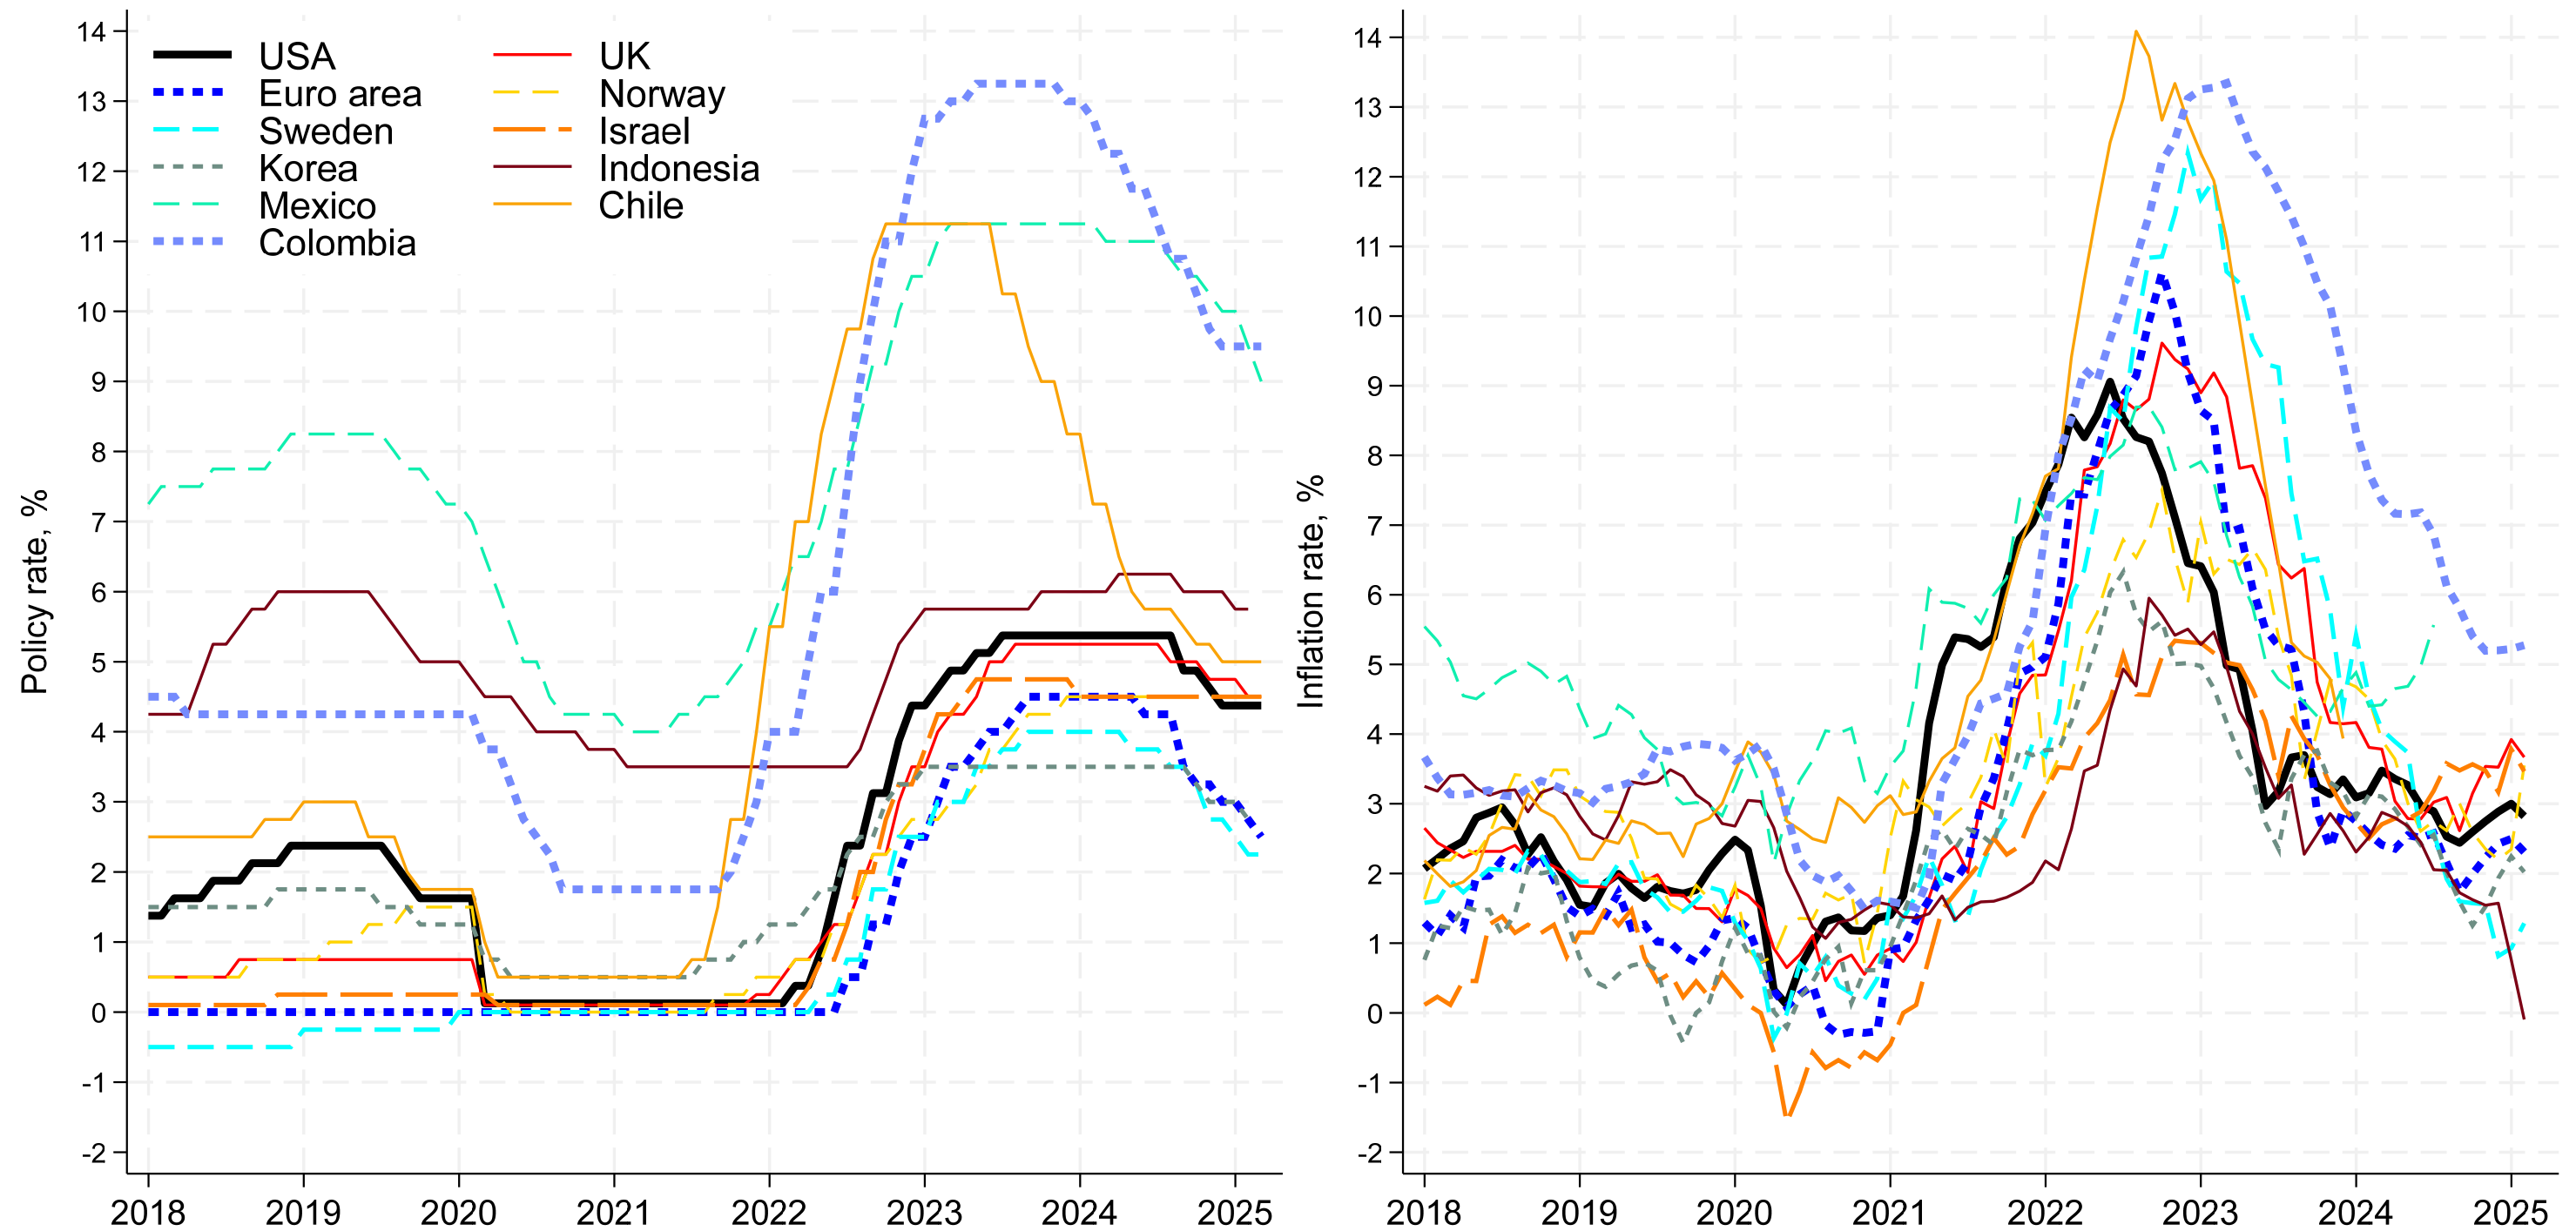 Policy rate, %
14
13
12
11
10
9
8
7
6
5
4
3
2
1
0
-1
-2
USA
Euro area
Sweden
Korea
Mexico
Colombia
UK
Norway
Israel
Indonesia
Chile
2018 2019 2020 2021 2022 2023 2024 2025
Inflation rate, %
14
13
12
11
10
9
8
7
6
5
4
3
2
1
0
-1
-2
2018 2019 2020 2021 2022 2023 2024 2025